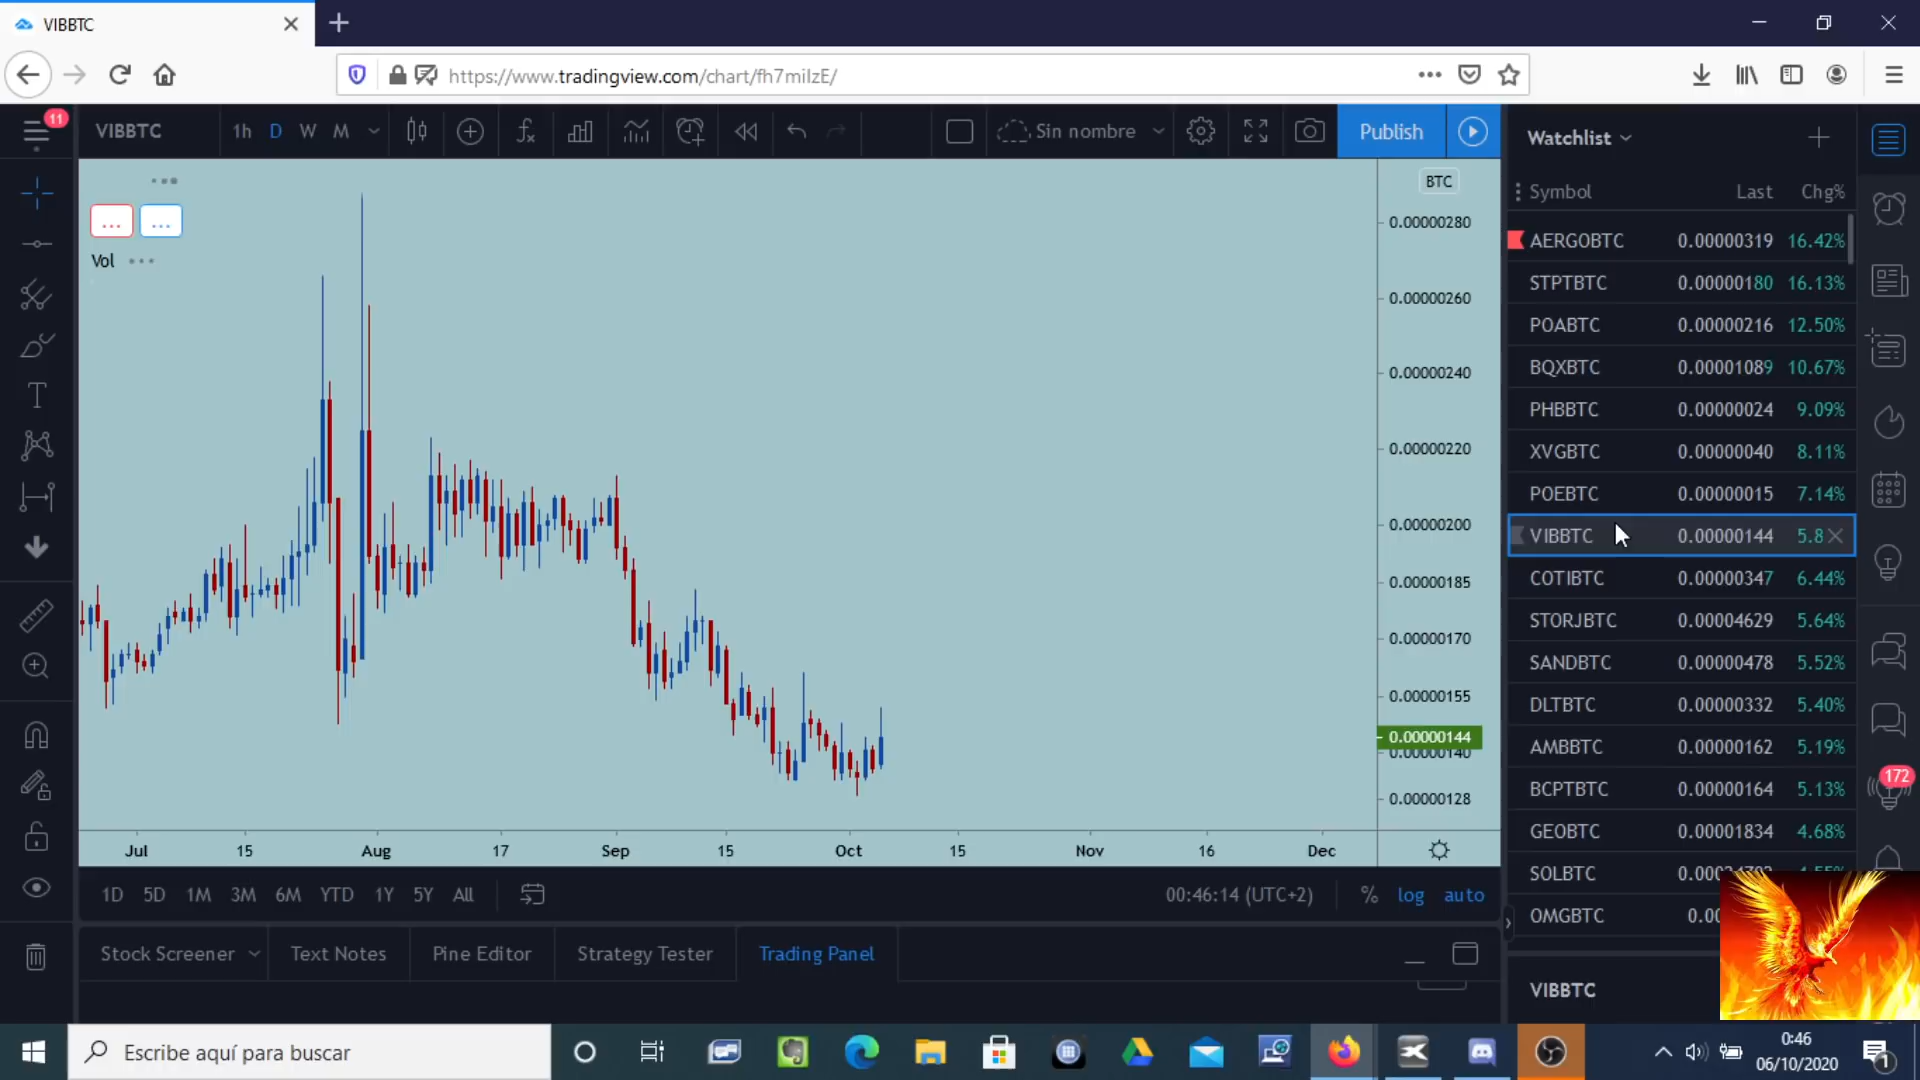 VIBBTC
https://www.tradingview.com/chart/fh7miIzE/
11
VIBBTC
1h D W M
Sin nombre
Publish
Watchlist
Symbol Last Chg%
BTC
... ...
Vol
0.00000280
0.00000260
0.00000240
0.00000220
0.00000200
0.00000185
0.00000170
0.00000155
0.00000144
0.00000140
0.00000128
Jul 15 Aug 17 Sep 15 Oct 15 Nov 16 Dec
AERGOBTC 0.00000319 16.42%
STPTBTC 0.00000180 16.13%
POABTC 0.00000216 12.50%
BQXBTC 0.00001089 10.67%
PHBBTC 0.00000024 9.09%
XVGBTC 0.00000040 8.11%
POEBTC 0.00000015 7.14%
VIBBTC 0.00000144 5.8
COTIBTC 0.00000347 6.44%
STORJBTC 0.00004629 5.64%
SANDBTC 0.00000478 5.52%
DLTBTC 0.00000332 5.40%
AMBBTC 0.00000162 5.19%
BCPTBTC 0.00000164 5.13%
GEOBTC 0.00001834 4.68%
SOLBTC
OMGBTC
172
1D 5D 1M 3M 6M YTD 1Y 5Y All
00:46:14 (UTC+2) % log auto
Stock Screener Text Notes Pine Editor Strategy Tester Trading Panel
VIBBTC
Escribe aquí para buscar
0:46
06/10/2020
1